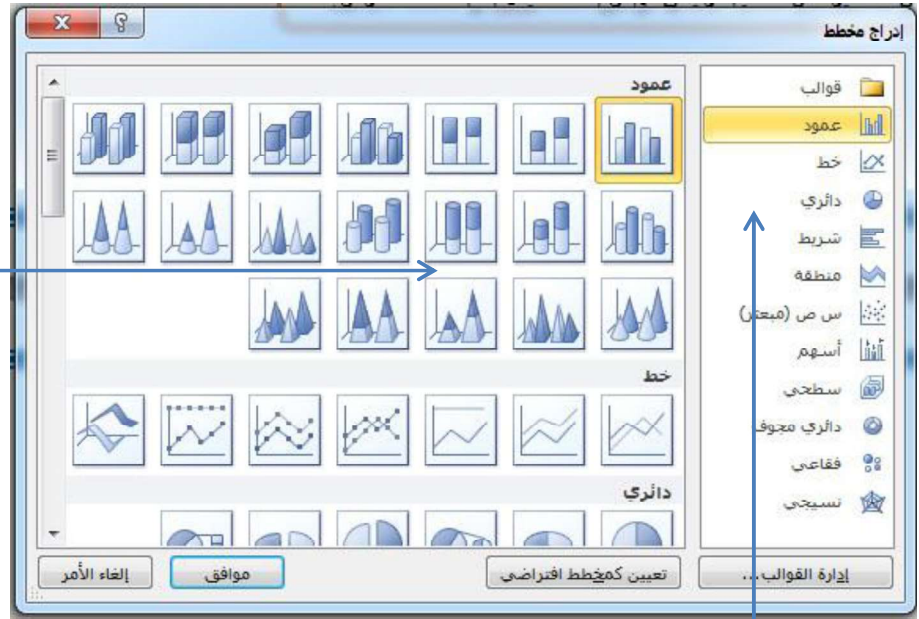 إدراج مخطط
قوالب
عمود
خط
دائري
شريط
منطقة
س ص (مبعثر)
أسهم
سطحي
دائري مجوف
فقاعي
نسيجي
عمود
خط
دائري
إدارة القوالب...
تعيين كمخطط افتراضي
موافق
إلغاء الأمر